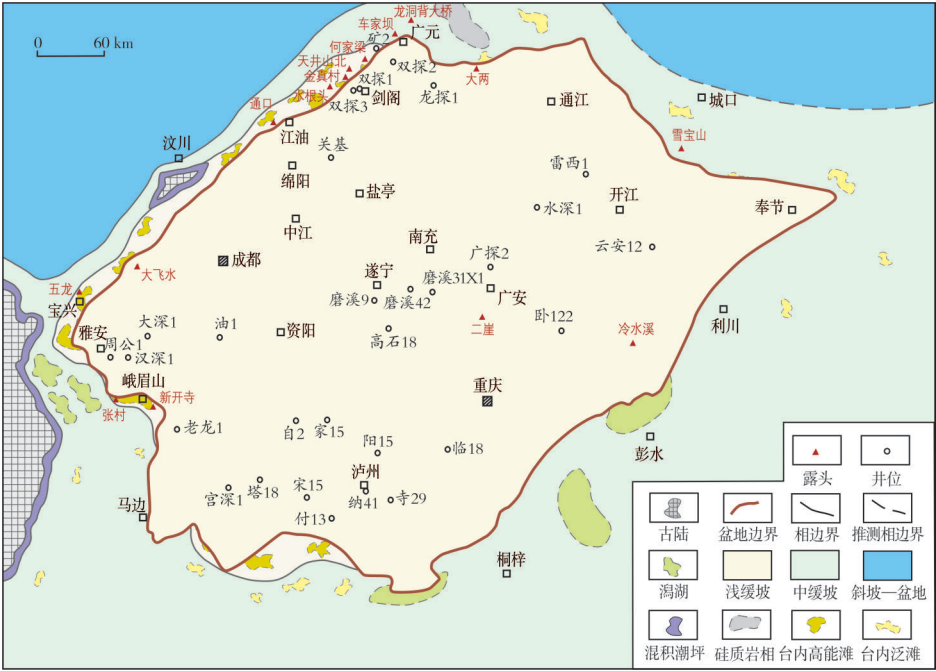 龙洞背大桥
车家坝
广元
矿2
何家梁
双探2
天井山北
金真村
双探1
大两
水根头
剑阁
龙探1
通口
双探3
通江
城口
0 60 km
江油
汶川
关基
雪宝山
绵阳
雷西1
盐亭
开江
奉节
水深1
中江
南充
云安12
成都
广探2
大飞水
遂宁
磨溪31X1
广安
五龙
磨溪9
磨溪42
宝兴
大深1
油1
资阳
二崖
卧122
利川
雅安
周公1
高石18
冷水溪
汉深1
峨眉山
新开寺
重庆
张村
老龙1
自2
家15
阳15
临18
彭水
泸州
宫深1
塔18
宋15
纳41
寺29
马边
付13
桐梓
露头
井位
古陆
盆地边界
相边界
推测相边界
潟湖
浅缓坡
中缓坡
斜坡—盆地
混积潮坪
硅质岩相
台内高能滩
台内泛滩